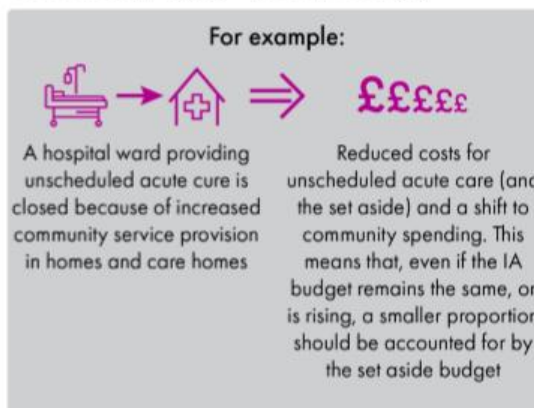 For example:
£££££
A hospital ward providing
unscheduled acute cure is
closed because of increased
community service provision
in homes and care homes
Reduced costs for
unscheduled acute care (and
the set aside) and a shift to
community spending. This
means that, even if the IA
budget remains the same, or
is rising, a smaller proportion
should be accounted for by
the set aside budget